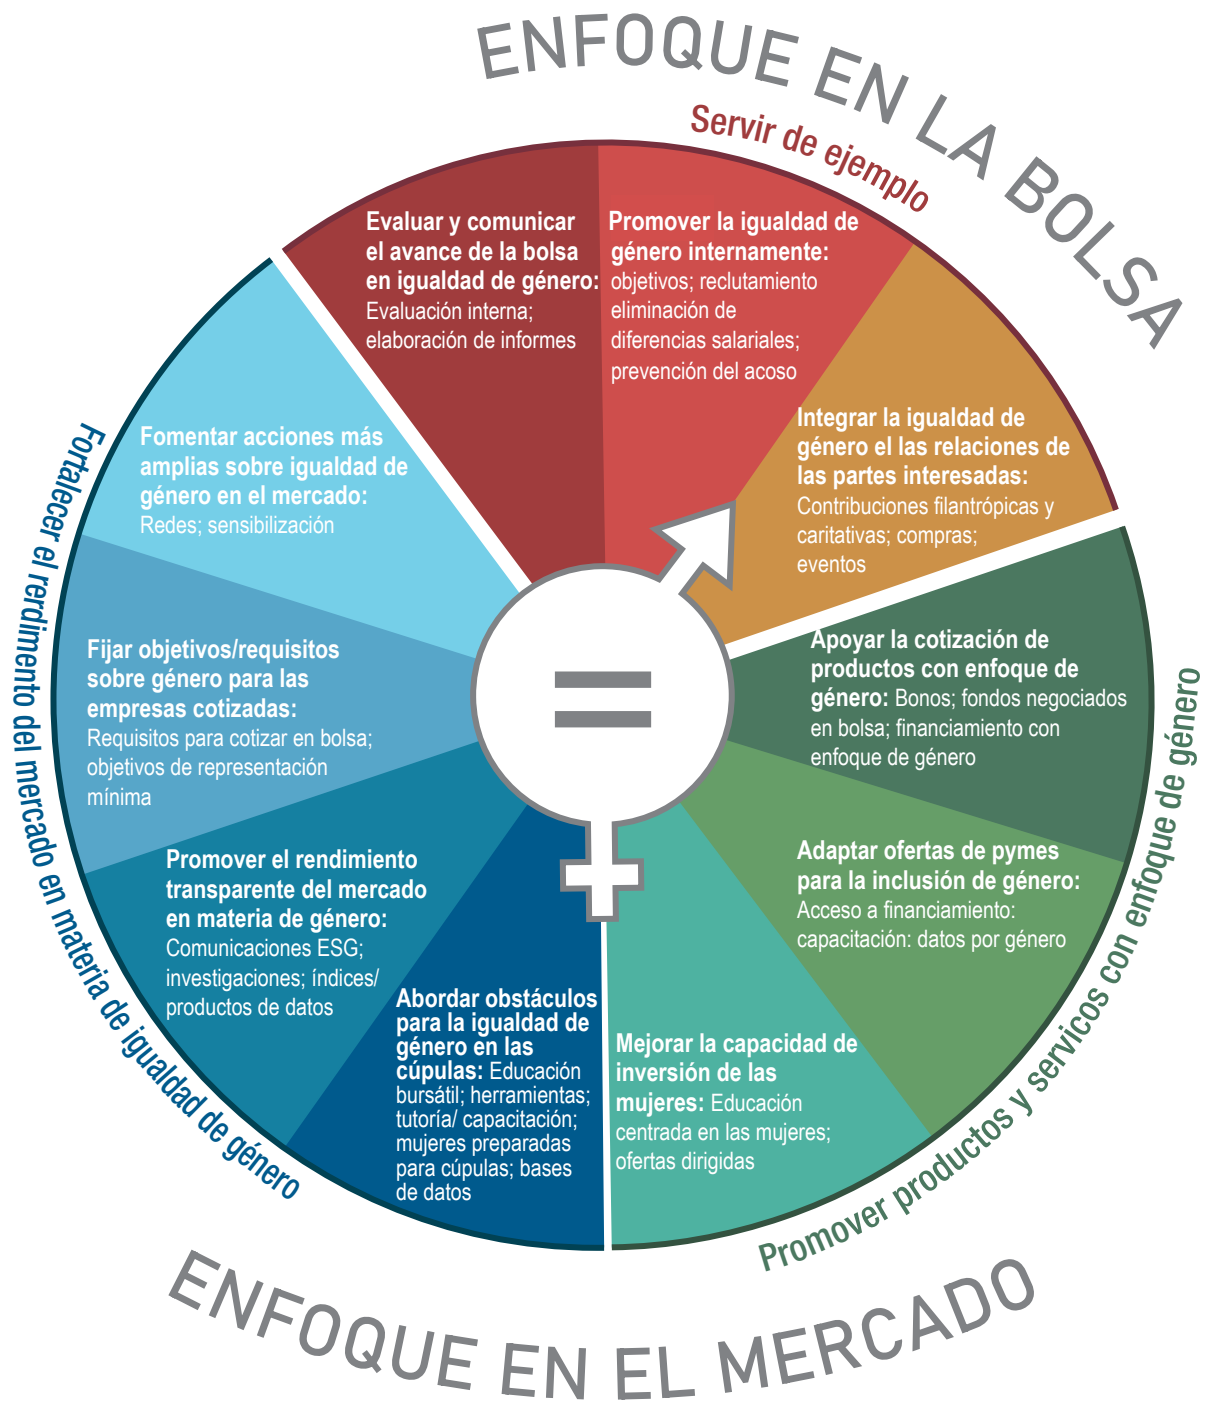 ENFOQUE EN LA BOLSA
Servir de ejemplo
Evaluar y comunicar
el avance de la bolsa
en igualdad de género:
Evaluación interna;
elaboración de informes
Promover la igualdad de
género internamente:
objetivos; reclutamiento
eliminación de
diferencias salariales;
prevención del acoso
Integrar la igualdad de
género el las relaciones de
las partes interesadas:
Contribuciones filantrópicas y
caritativas; compras;
eventos
Apoyar la cotización de
productos con enfoque de
género: Bonos; fondos negociados
en bolsa; financiamiento con
enfoque de género
Adaptar ofertas de pymes
para la inclusión de género:
Acceso a financiamiento:
capacitación: datos por género
Mejorar la capacidad de
inversión de las
mujeres: Educación
centrada en las mujeres;
ofertas dirigidas
Promover productos y servicos con enfoque de género
Abordar obstáculos
para la igualdad de
género en las
cúpulas: Educación
bursátil; herramientas;
tutoría/ capacitación;
mujeres preparadas
para cúpulas; bases
de datos
Promover el rendimiento
transparente del mercado
en materia de género:
Comunicaciones ESG;
investigaciones; índices/
productos de datos
Fijar objetivos/requisitos
sobre género para las
empresas cotizadas:
Requisitos para cotizar en bolsa;
objetivos de representación
mínima
Fomentar acciones más
amplias sobre igualdad de
género en el mercado:
Redes; sensibilización
Fortalecer el rerdimento del mercado en materia de igualdad de género
=
ENFOQUE EN EL MERCADO